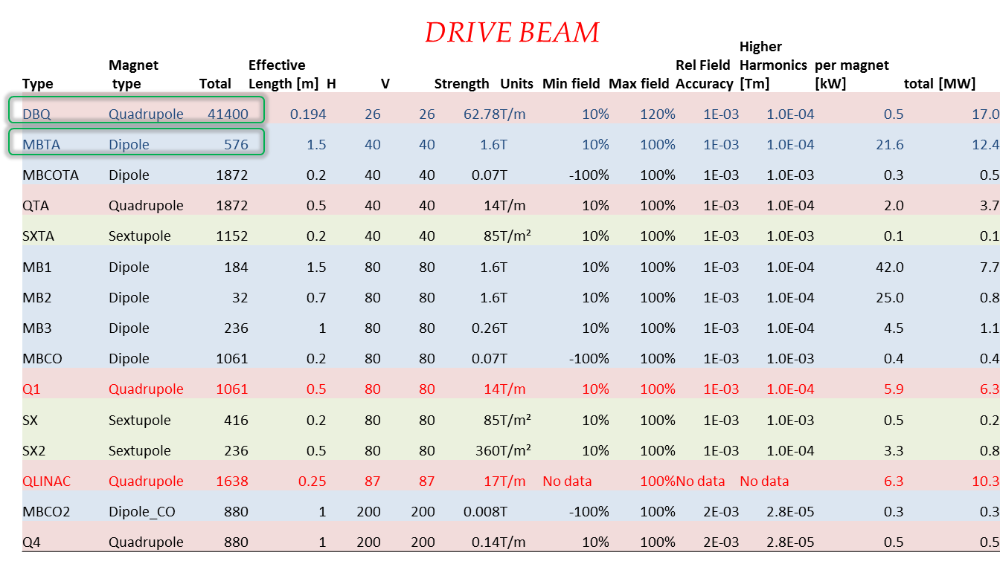 DRIVE BEAM
Type Magnet type Total Effective Length [m] H V Strength Units Min field Max field Rel Field Accuracy Higher Harmonics [Tm] per magnet [kW] total [MW]
DBQ Quadrupole 41400 0.194 26 26 62.78 T/m 10% 120% 1E-03 1.0E-04 0.5 17.0
MBTA Dipole 576 1.5 40 40 1.6 T 10% 100% 1E-03 1.0E-04 21.6 12.4
MBCOTA Dipole 1872 0.2 40 40 0.07 T -100% 100% 1E-03 1.0E-03 0.3 0.5
QTA Quadrupole 1872 0.5 40 40 14 T/m 10% 100% 1E-03 1.0E-04 2.0 3.7
SXTA Sextupole 1152 0.2 40 40 85 T/m² 10% 100% 1E-03 1.0E-03 0.1 0.1
MB1 Dipole 184 1.5 80 80 1.6 T 10% 100% 1E-03 1.0E-04 42.0 7.7
MB2 Dipole 32 0.7 80 80 1.6 T 10% 100% 1E-03 1.0E-04 25.0 0.8
MB3 Dipole 236 1 80 80 0.26 T 10% 100% 1E-03 1.0E-04 4.5 1.1
MBCO Dipole 1061 0.2 80 80 0.07 T -100% 100% 1E-03 1.0E-03 0.4 0.4
Q1 Quadrupole 1061 0.5 80 80 14 T/m 10% 100% 1E-03 1.0E-04 5.9 6.3
SX Sextupole 416 0.2 80 80 85 T/m² 10% 100% 1E-03 1.0E-03 0.5 0.2
SX2 Sextupole 236 0.5 80 80 360 T/m² 10% 100% 1E-03 1.0E-04 3.3 0.8
QLINAC Quadrupole 1638 0.25 87 87 17 T/m No data 100% No data No data 6.3 10.3
MBCO2 Dipole_CO 880 1 200 200 0.008 T -100% 100% 2E-03 2.8E-05 0.3 0.3
Q4 Quadrupole 880 1 200 200 0.14 T/m 10% 100% 2E-03 2.8E-05 0.5 0.5